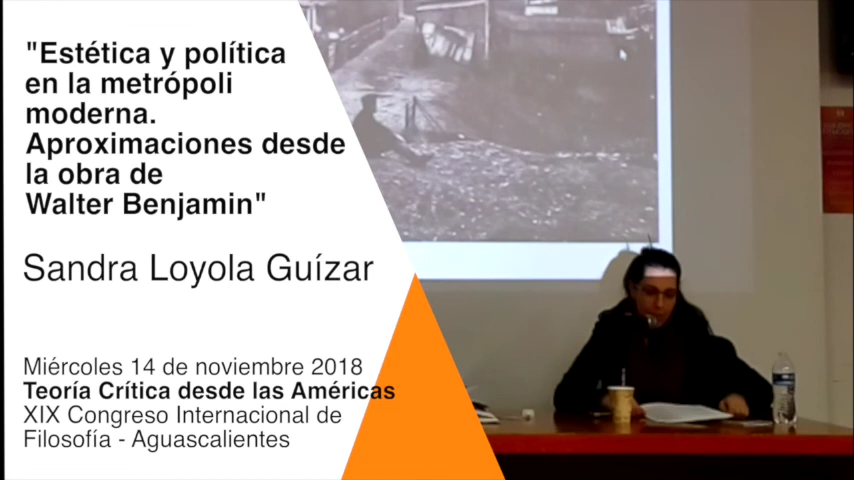 "Estética y política
en la metrópoli
moderna.
Aproximaciones desde
la obra de
Walter Benjamin"
Sandra Loyola Guízar
Miércoles 14 de noviembre 2018
Teoría Crítica desde las Américas
XIX Congreso Internacional de
Filosofía - Aguascalientes